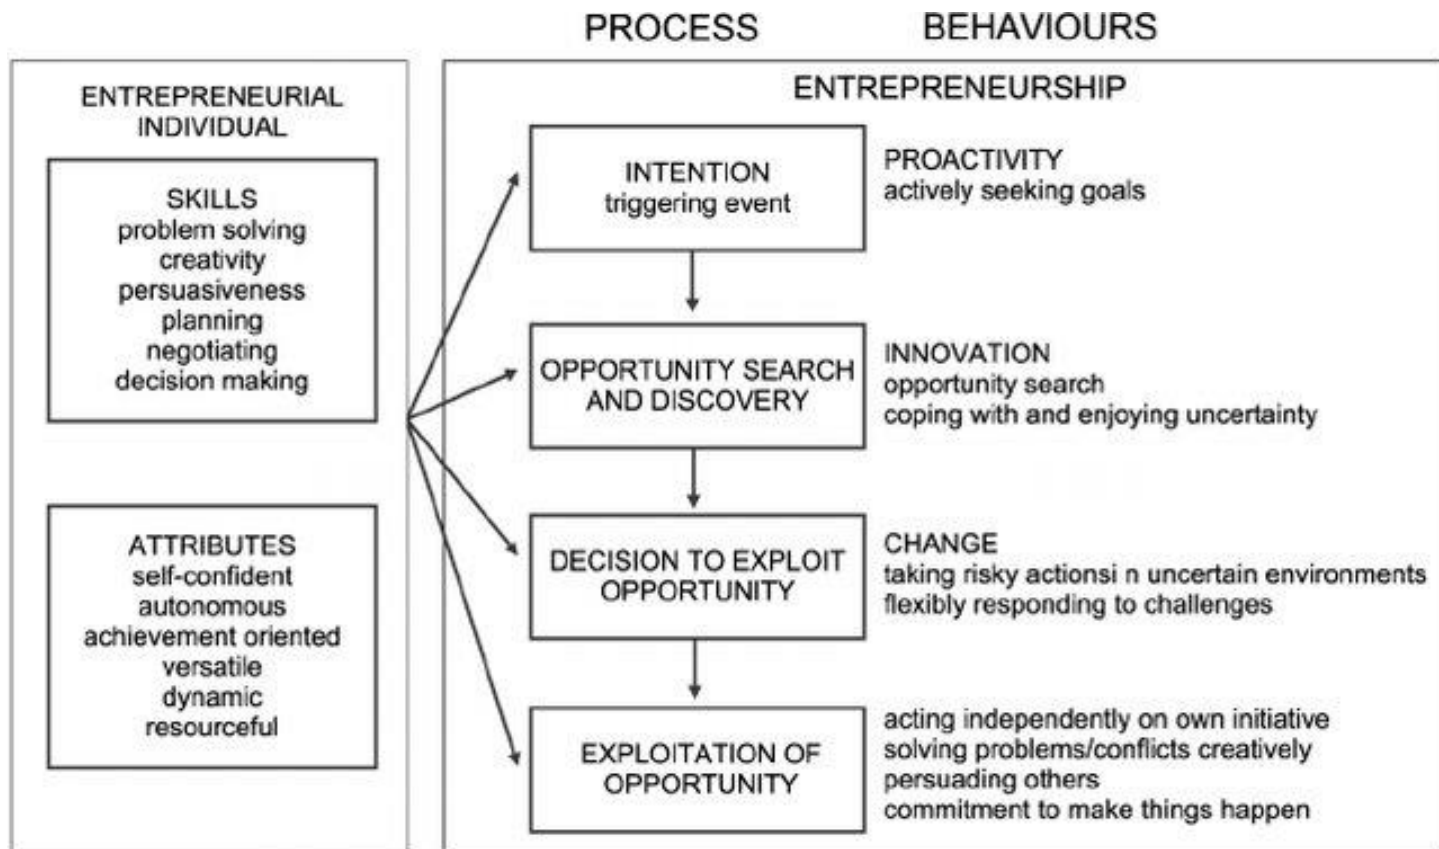 PROCESS BEHAVIOURS
ENTREPRENEURIAL
INDIVIDUAL
SKILLS
problem solving
creativity
persuasiveness
planning
negotiating
decision making
ATTRIBUTES
self-confident
autonomous
achievement oriented
versatile
dynamic
resourceful
ENTREPRENEURSHIP
INTENTION
triggering event
PROACTIVITY
actively seeking goals
OPPORTUNITY SEARCH
AND DISCOVERY
INNOVATION
opportunity search
coping with and enjoying uncertainty
DECISION TO EXPLOIT
OPPORTUNITY
CHANGE
taking risky actionsi n uncertain environments
flexibly responding to challenges
EXPLOITATION OF
OPPORTUNITY
acting independently on own initiative
solving problems/conflicts creatively
persuading others
commitment to make things happen